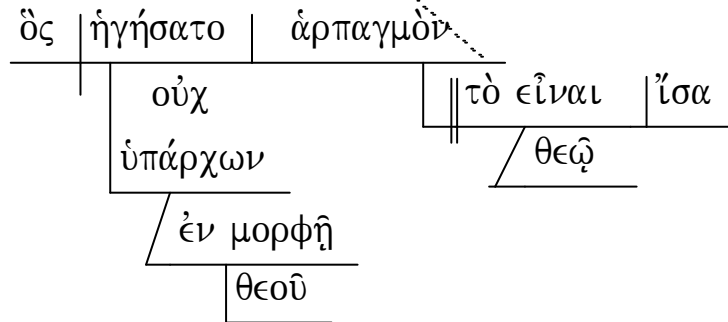 ὃς ἡγήσατο ἁρπαγμὸν
οὐχ τὸ εἶναι ἴσα
ὑπάρχων θεῷ
ἐν μορφῇ
θεοῦ